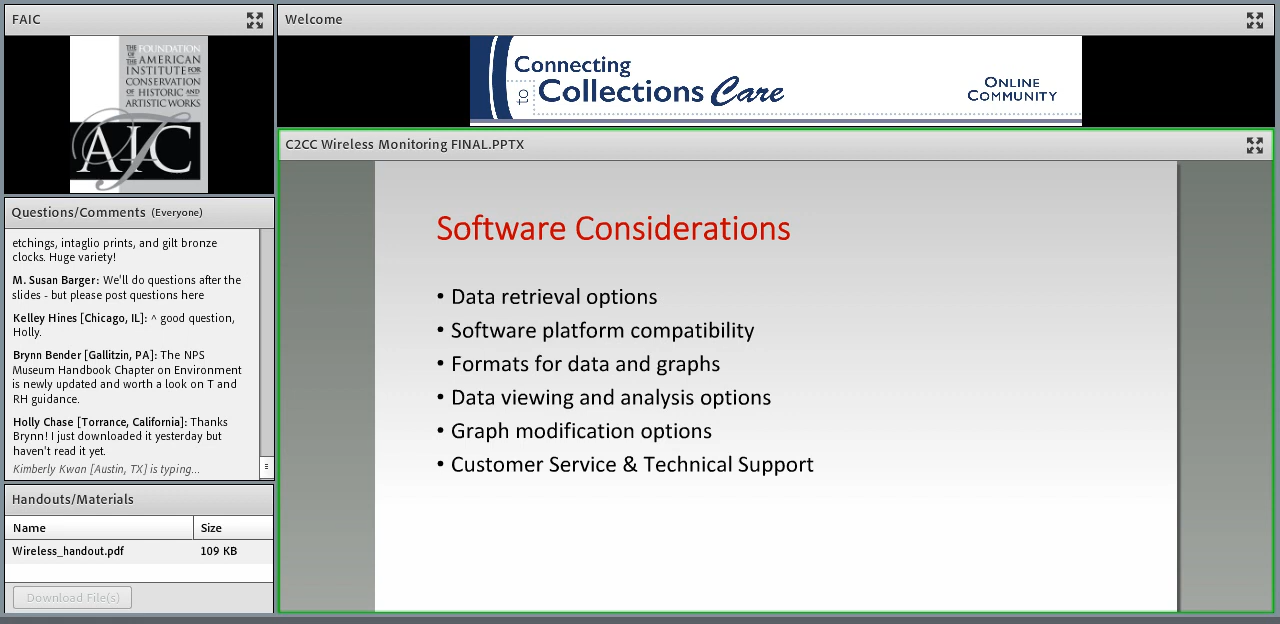 FAIC
THE FOUNDATION
OF THE AMERICAN
INSTITUTE FOR
CONSERVATION
OF HISTORIC AND
ARTISTIC WORKS
AIC
Welcome
Connecting
to Collections Care
ONLINE
COMMUNITY
Questions/Comments (Everyone)
etchings, intaglio prints, and gilt bronze
clocks. Huge variety!
M. Susan Barger: We'll do questions after the
slides - but please post questions here
Kelley Hines [Chicago, IL]: ^ good question,
Holly.
Brynn Bender [Gallitzin, PA]: The NPS
Museum Handbook Chapter on Environment
is newly updated and worth a look on T and
RH guidance.
Holly Chase [Torrance, California]: Thanks
Brynn! I just downloaded it yesterday but
haven't read it yet.
Kimberly Kwan [Austin, TX] is typing...
Handouts/Materials
Name Size
Wireless_handout.pdf 109 KB
Download File(s)
C2CC Wireless Monitoring FINAL.PPTX
Software Considerations
• Data retrieval options
• Software platform compatibility
• Formats for data and graphs
• Data viewing and analysis options
• Graph modification options
• Customer Service & Technical Support